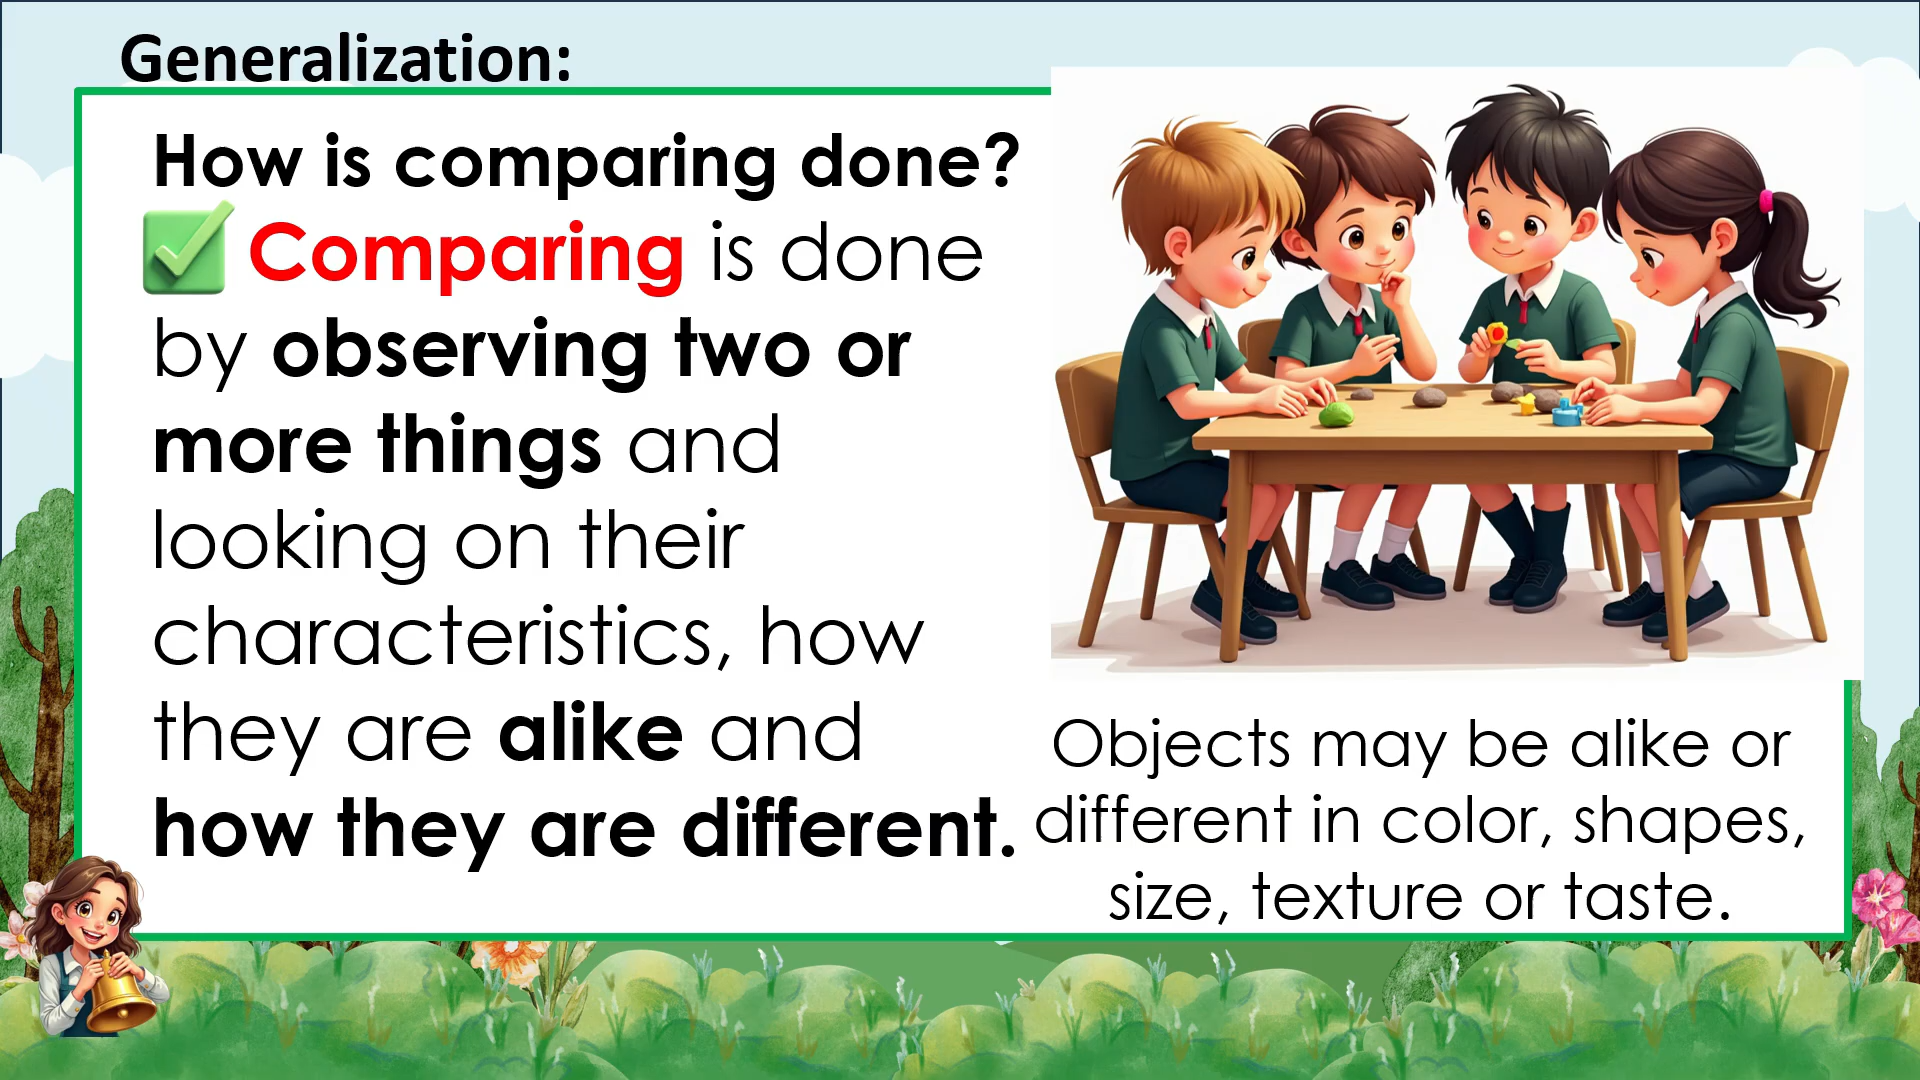 Generalization:
How is comparing done?
Comparing is done
by observing two or
more things and
looking on their
characteristics, how
they are alike and
how they are different.
Objects may be alike or
different in color, shapes,
size, texture or taste.